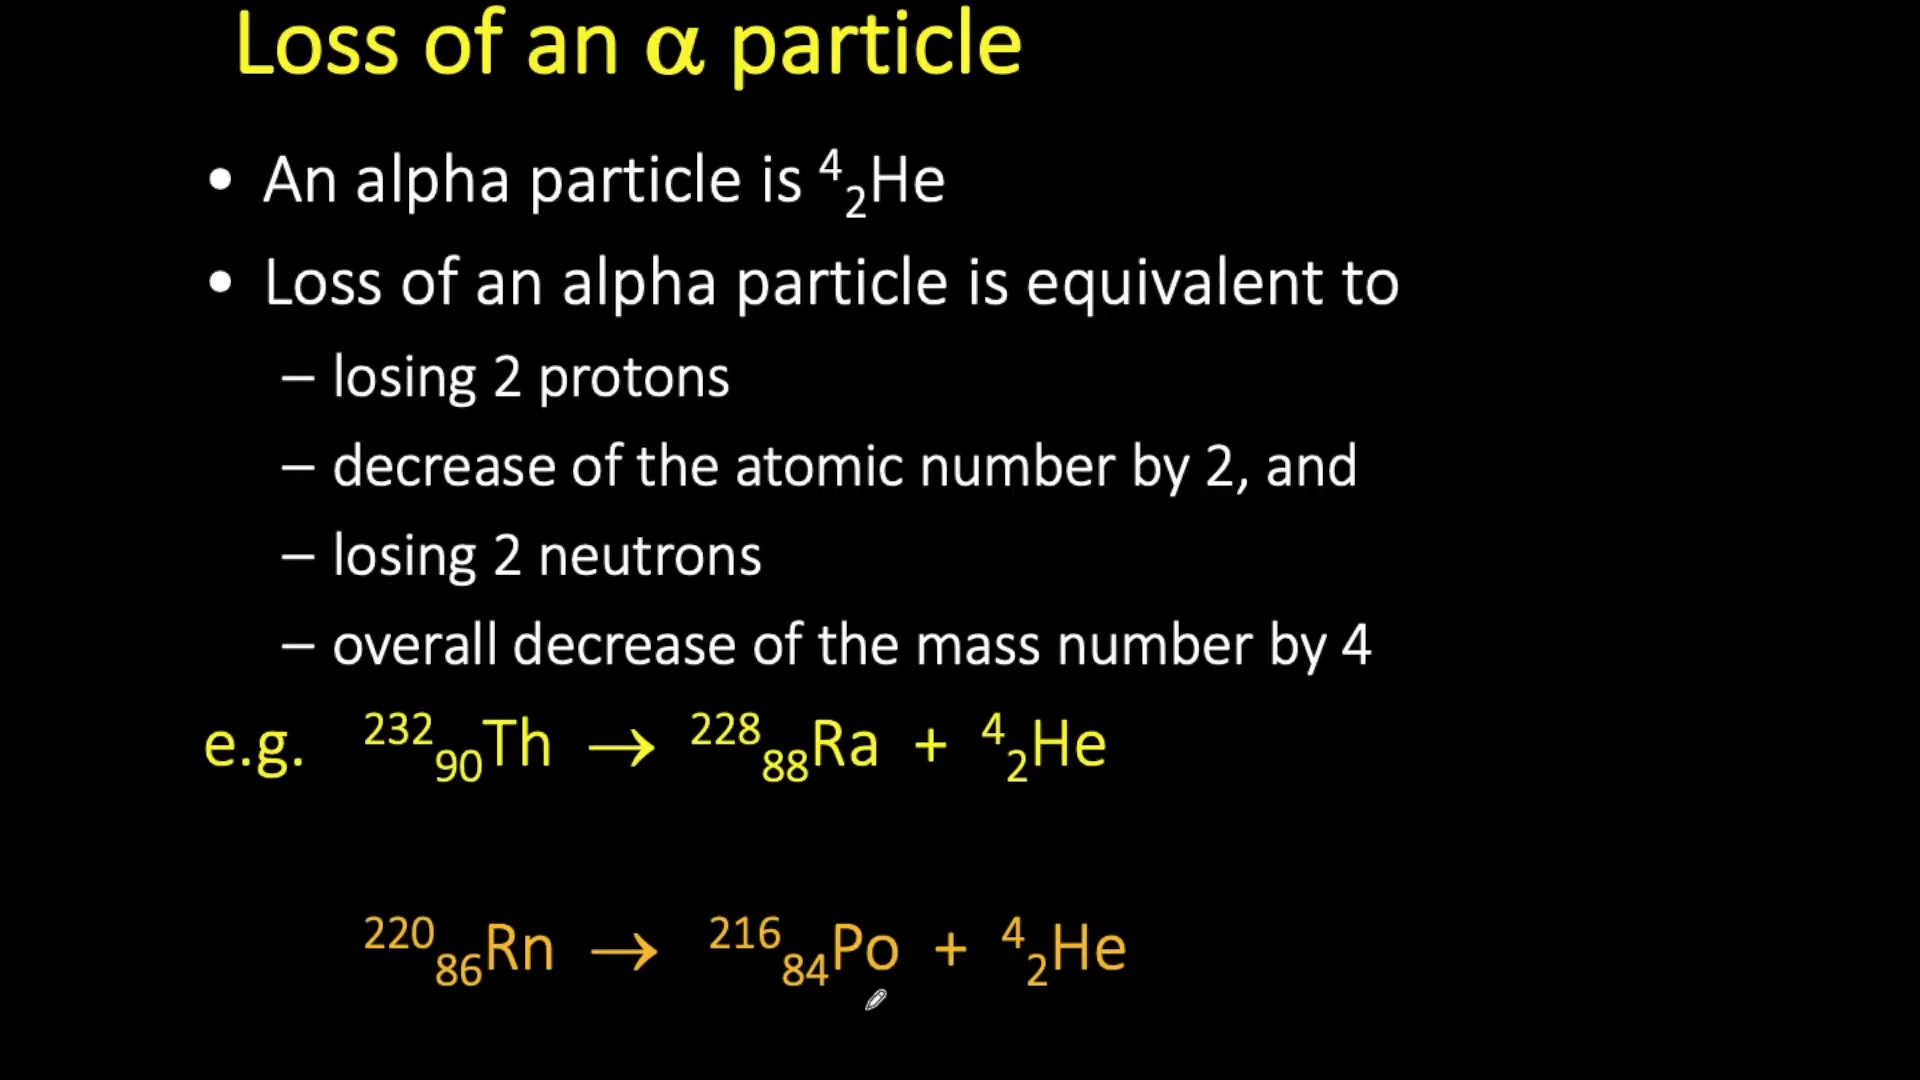 Loss of an α particle
• An alpha particle is ⁴₂He
• Loss of an alpha particle is equivalent to
– losing 2 protons
– decrease of the atomic number by 2, and
– losing 2 neutrons
– overall decrease of the mass number by 4
e.g. ²³²₉₀Th → ²²⁸₈₈Ra + ⁴₂He
²²⁰₈₆Rn → ²¹⁶₈₄Po + ⁴₂He